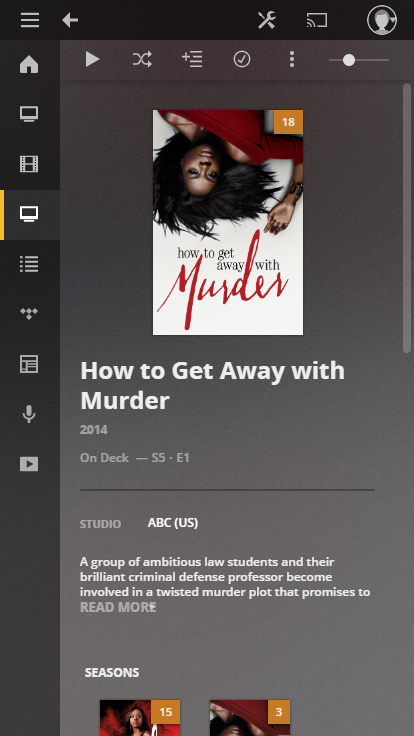 18
how to get
away with
Murder
How to Get Away with
Murder
2014
On Deck — S5 · E1
STUDIO ABC (US)
A group of ambitious law students and their
brilliant criminal defense professor become
involved in a twisted murder plot that promises to
READ MORE
SEASONS
15 3